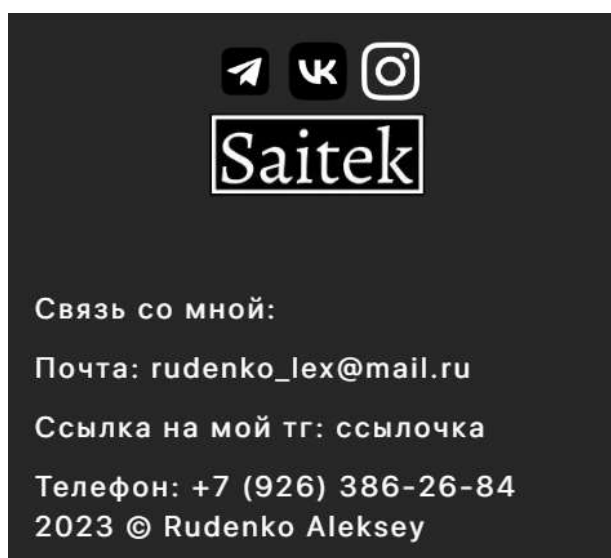 Saitek
Связь со мной:
Почта: rudenko_lex@mail.ru
Ссылка на мой тг: ссылочка
Телефон: +7 (926) 386-26-84
2023 © Rudenko Aleksey